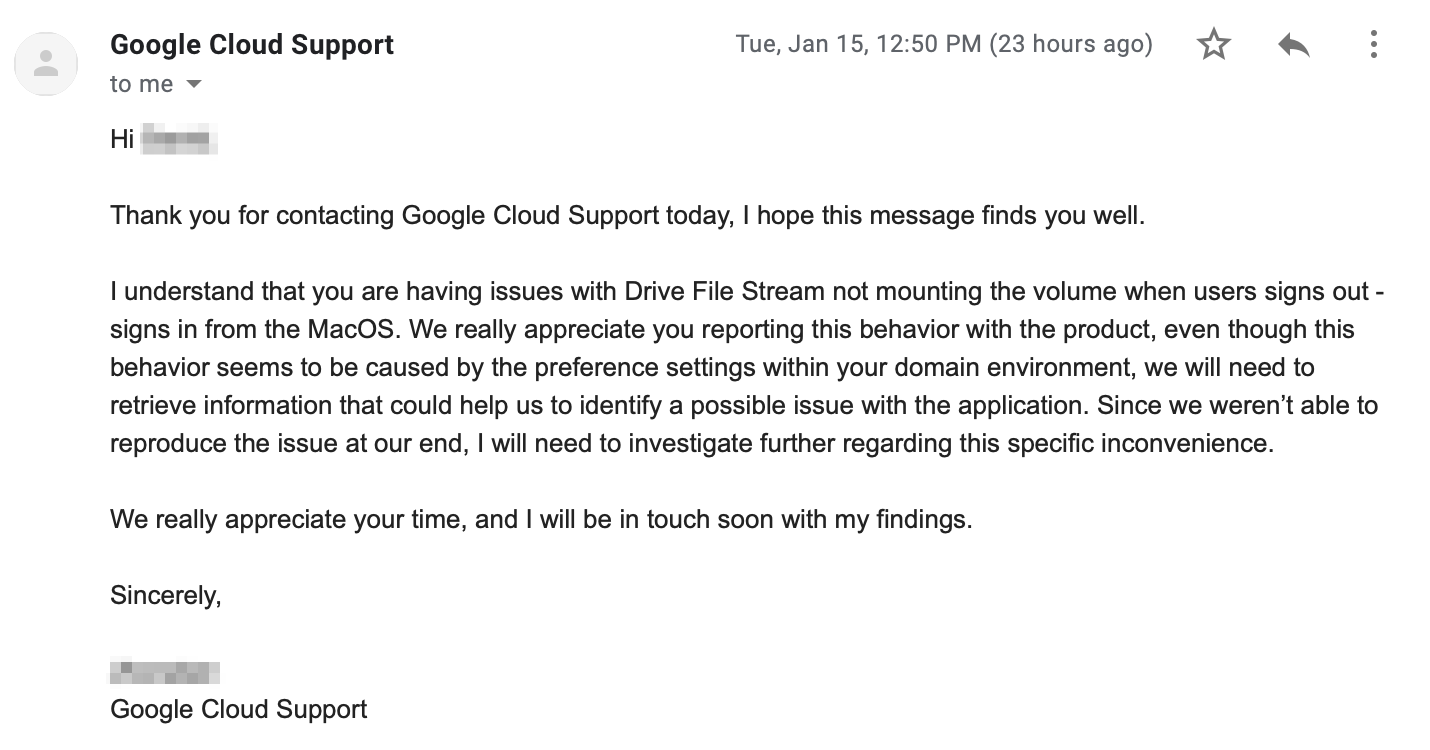 Google Cloud Support
Tue, Jan 15, 12:50 PM (23 hours ago)
to me
Hi
Thank you for contacting Google Cloud Support today, I hope this message finds you well.
I understand that you are having issues with Drive File Stream not mounting the volume when users signs out -
signs in from the MacOS. We really appreciate you reporting this behavior with the product, even though this
behavior seems to be caused by the preference settings within your domain environment, we will need to
retrieve information that could help us to identify a possible issue with the application. Since we weren’t able to
reproduce the issue at our end, I will need to investigate further regarding this specific inconvenience.
We really appreciate your time, and I will be in touch soon with my findings.
Sincerely,
Google Cloud Support